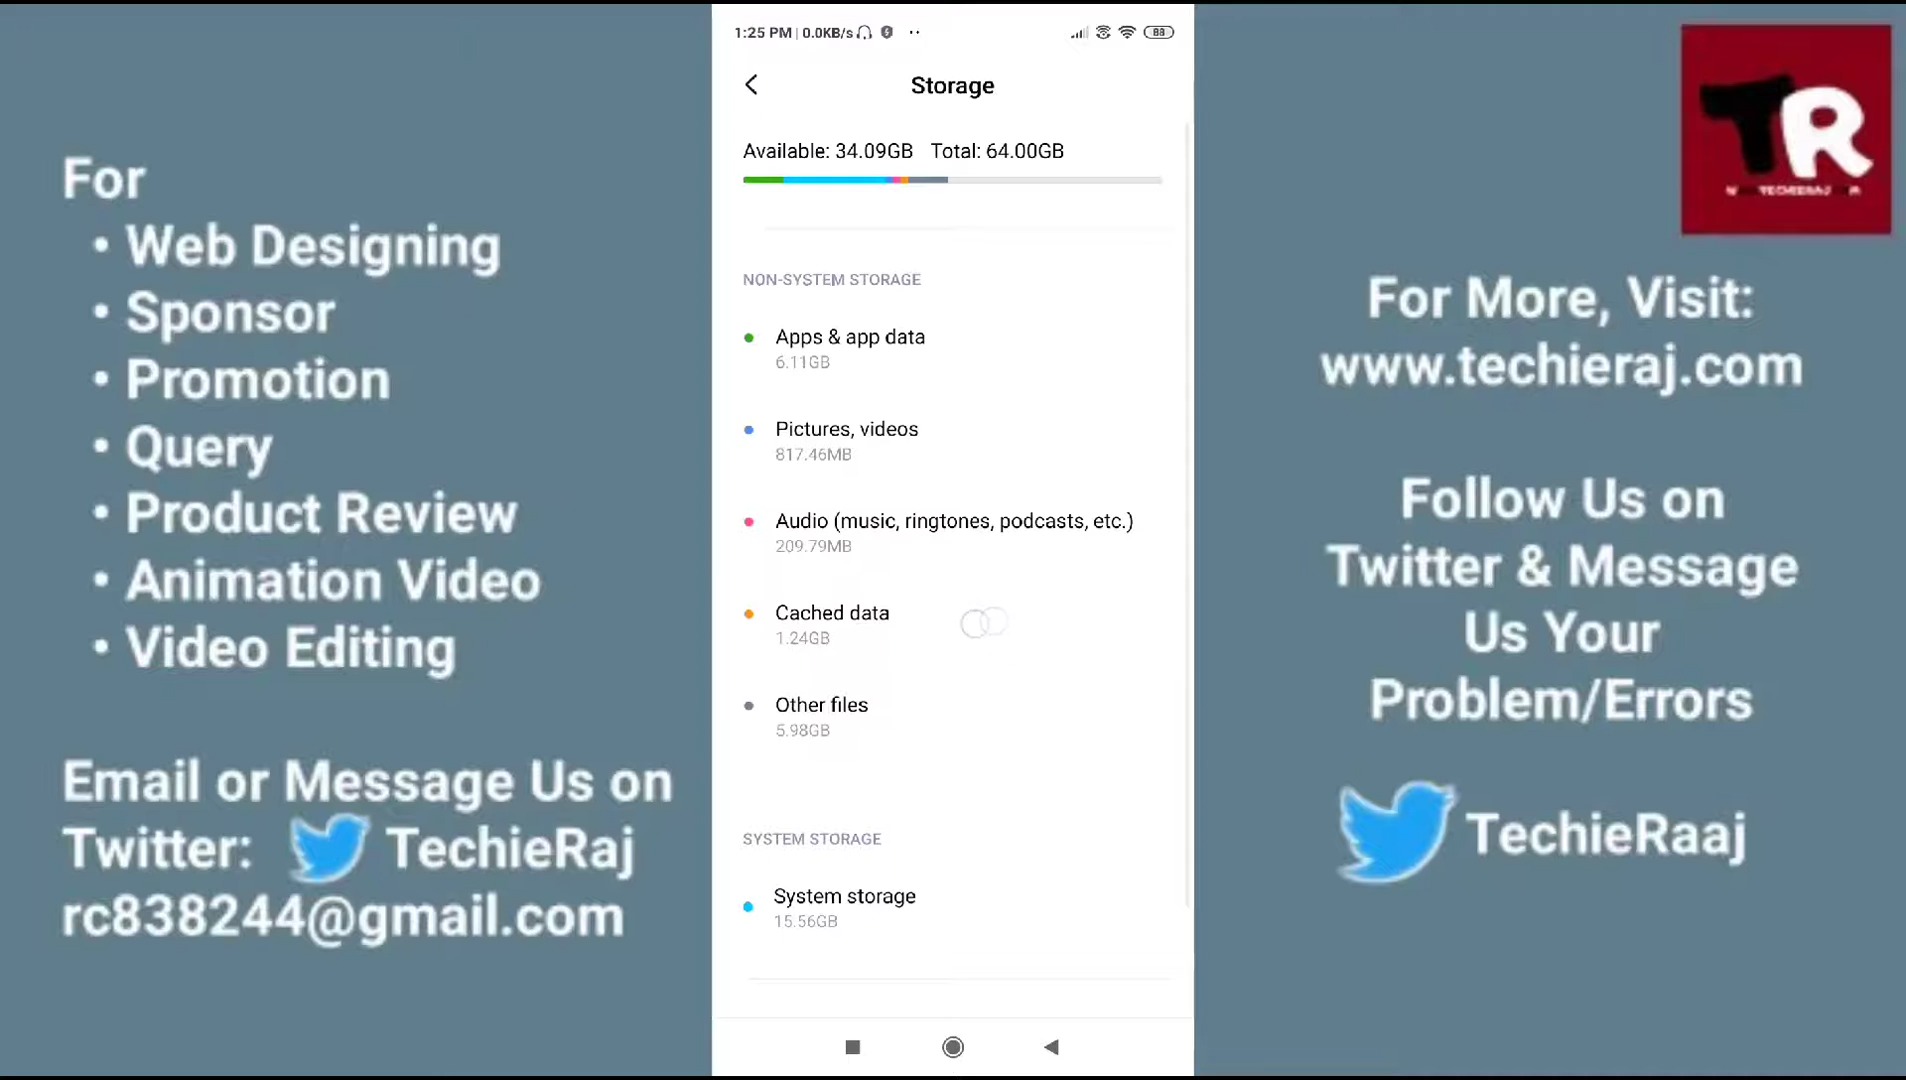 For
• Web Designing
• Sponsor
• Promotion
• Query
• Product Review
• Animation Video
• Video Editing
Email or Message Us on
Twitter: TechieRaj
rc838244@gmail.com
1:25 PM | 0.0KB/s
88
Storage
Available: 34.09GB Total: 64.00GB
NON-SYSTEM STORAGE
Apps & app data
6.11GB
Pictures, videos
817.46MB
Audio (music, ringtones, podcasts, etc.)
209.79MB
Cached data
1.24GB
Other files
5.98GB
SYSTEM STORAGE
System storage
15.56GB
TR
For More, Visit:
www.techieraj.com
Follow Us on
Twitter & Message
Us Your
Problem/Errors
TechieRaaj